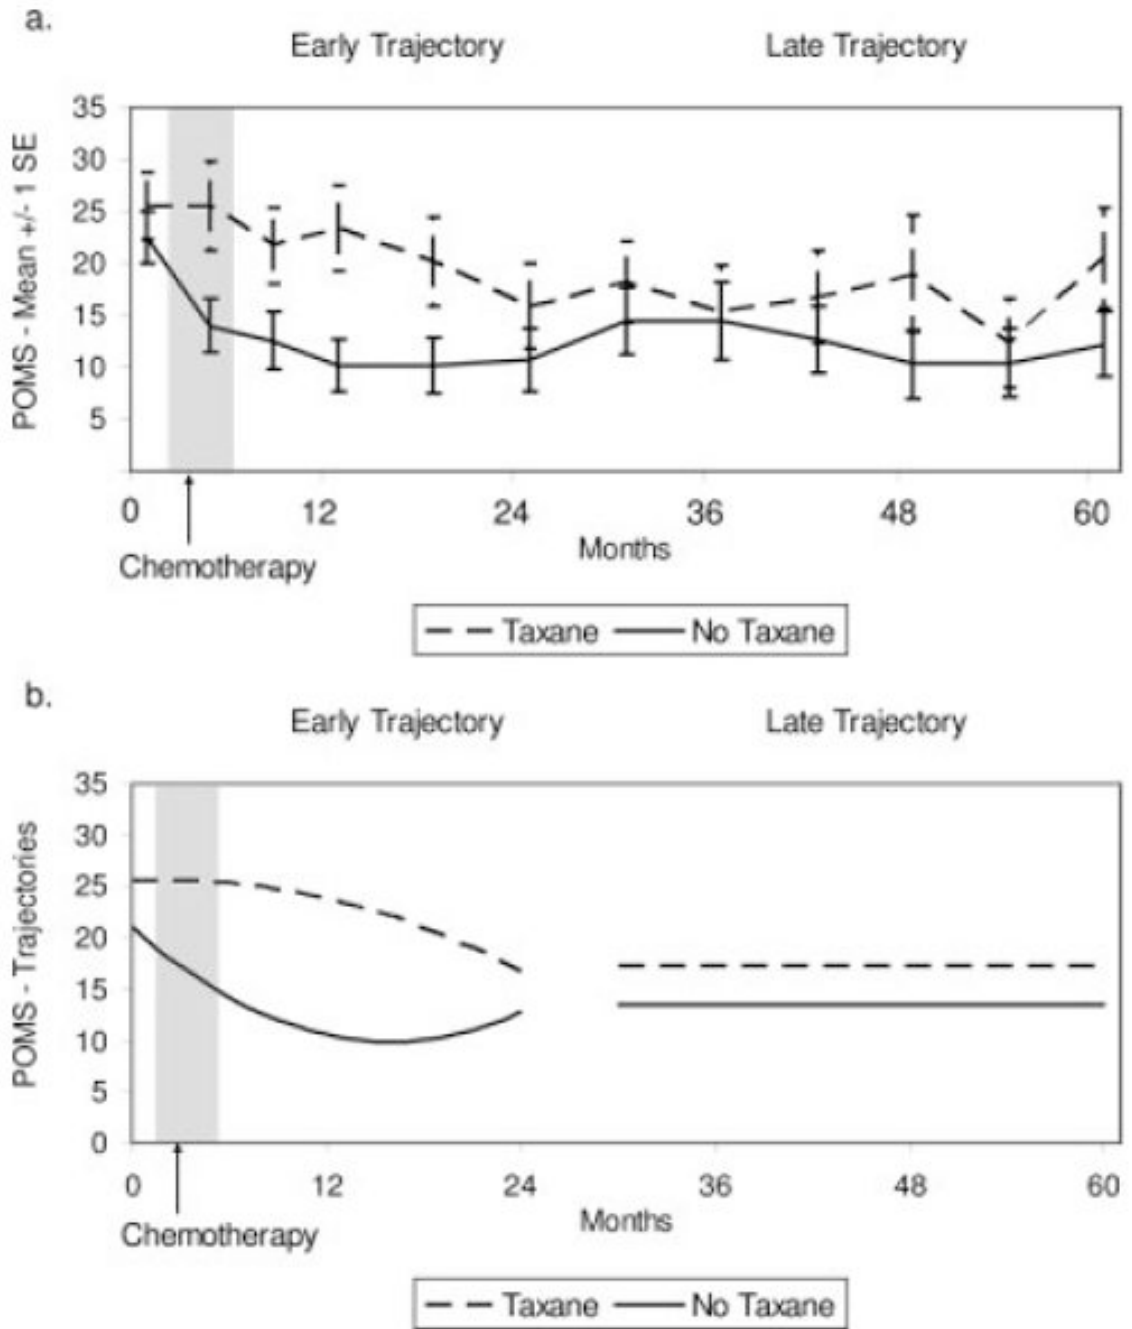 a.
Early Trajectory Late Trajectory
POMS - Mean +/- 1 SE
35
30
25
20
15
10
5
0 12 24 36 48 60
Months
Chemotherapy
Taxane No Taxane
b.
Early Trajectory Late Trajectory
POMS - Trajectories
35
30
25
20
15
10
5
0
0 12 24 36 48 60
Months
Chemotherapy
Taxane No Taxane